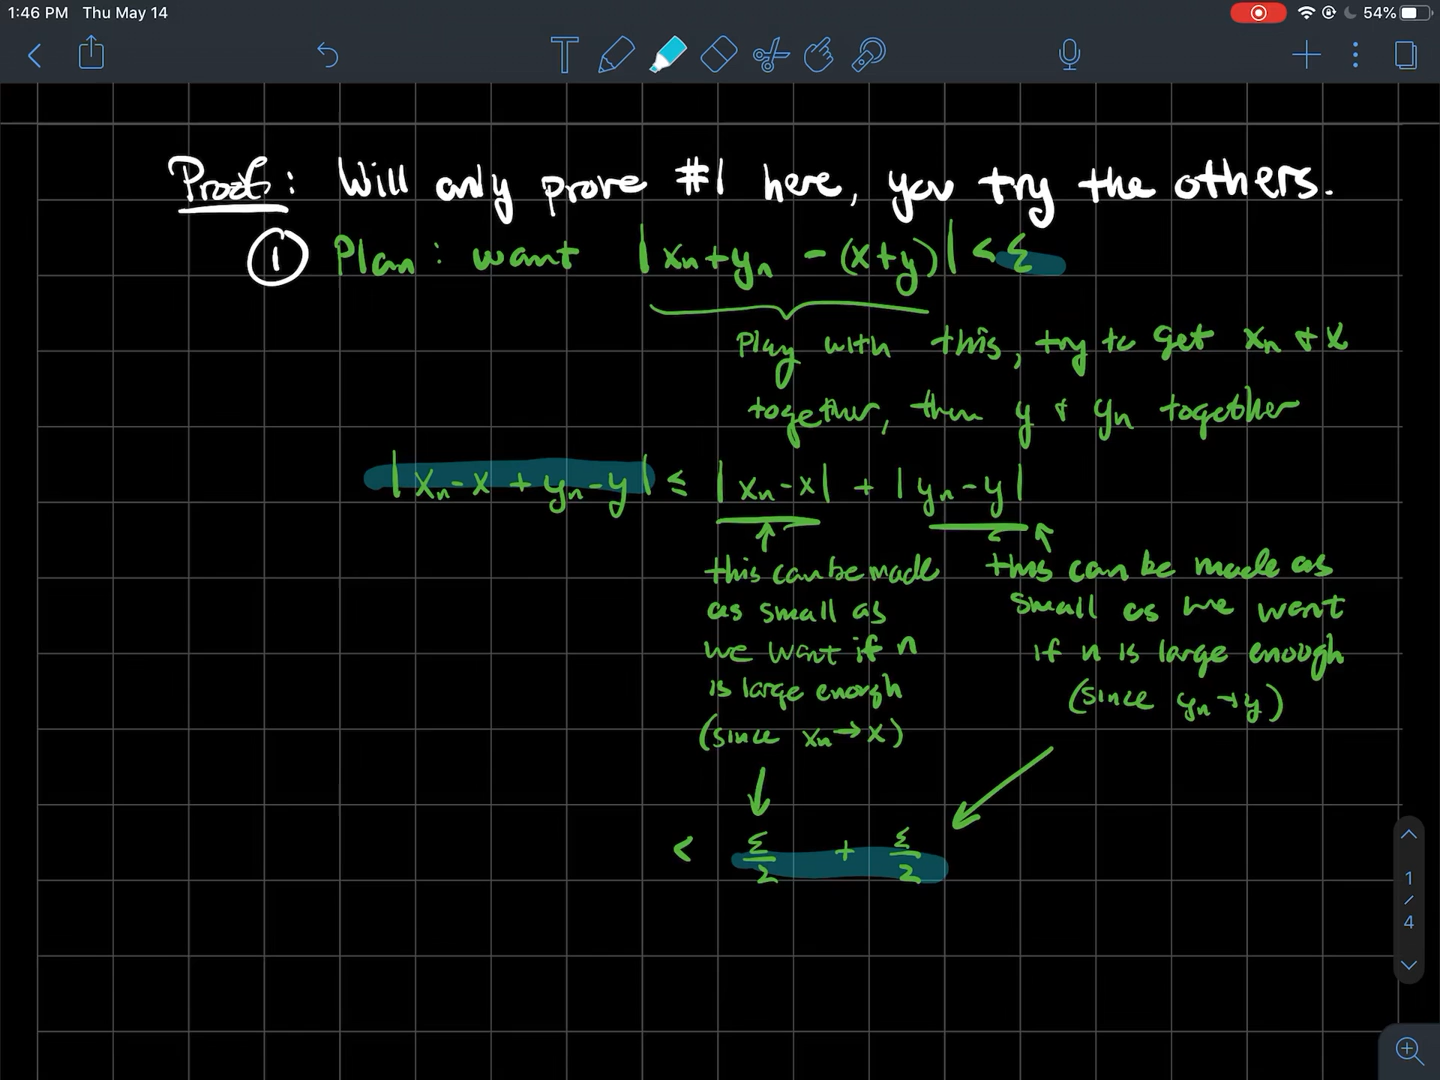 1:46 PM Thu May 14
54%
Proof: Will only prove #1 here, you try the others.
① Plan: want |xₙ+yₙ - (x+y)| < ε
Play with this, try to get xₙ & x
together, then y & yₙ together
|xₙ-x + yₙ-y| ≤ |xₙ-x| + |yₙ-y|
this can be made
as small as
we want if n
is large enough
(since xₙ→x)
this can be made as
small as we want
if n is large enough
(since yₙ→y)
< ε/2 + ε/2
1
/
4